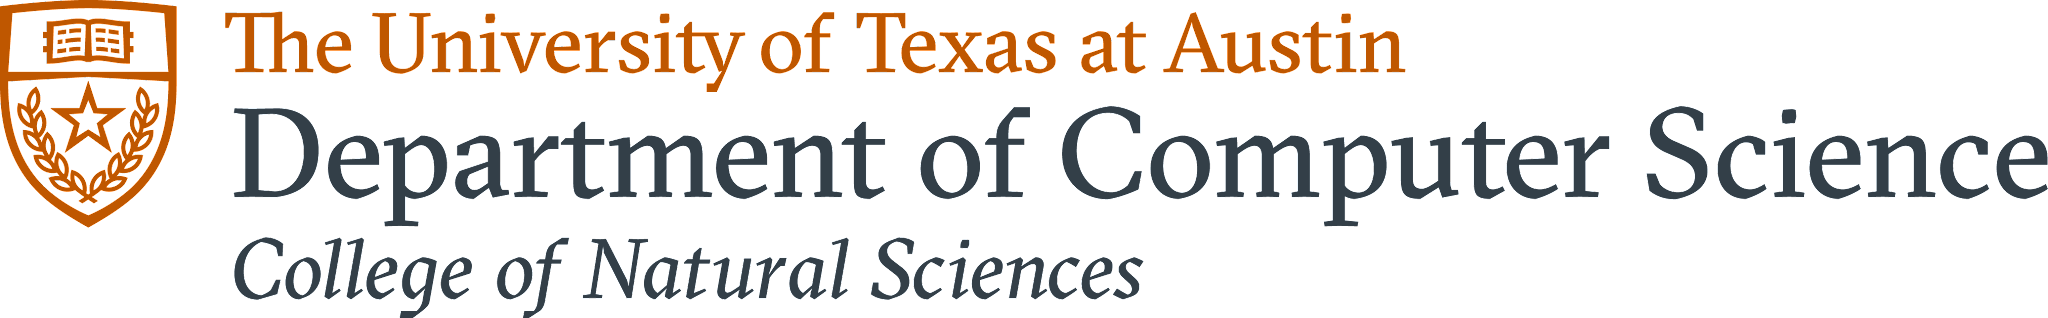 The University of Texas at Austin
Department of Computer Science
College of Natural Sciences